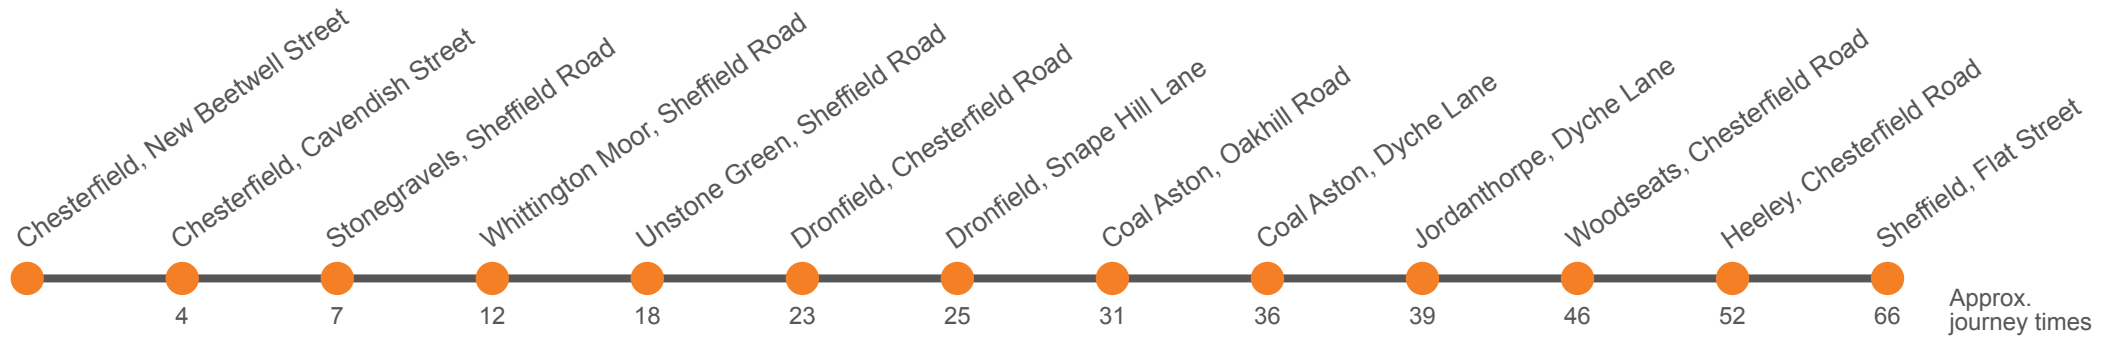 Chesterfield, New Beetwell Street
Chesterfield, Cavendish Street
Stonegravels, Sheffield Road
Whittington Moor, Sheffield Road
Unstone Green, Sheffield Road
Dronfield, Chesterfield Road
Dronfield, Snape Hill Lane
Coal Aston, Oakhill Road
Coal Aston, Dyche Lane
Jordanthorpe, Dyche Lane
Woodseats, Chesterfield Road
Heeley, Chesterfield Road
Sheffield, Flat Street
4 7 12 18 23 25 31 36 39 46 52 66
Approx.
journey times